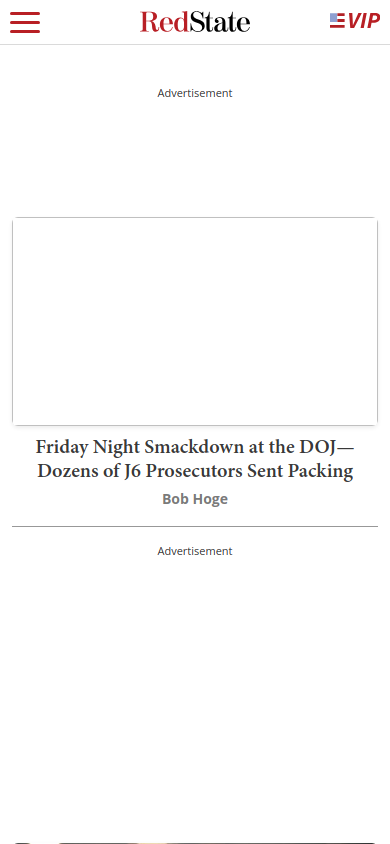 RedState
VIP
Advertisement
Friday Night Smackdown at the DOJ—
Dozens of J6 Prosecutors Sent Packing
Bob Hoge
Advertisement